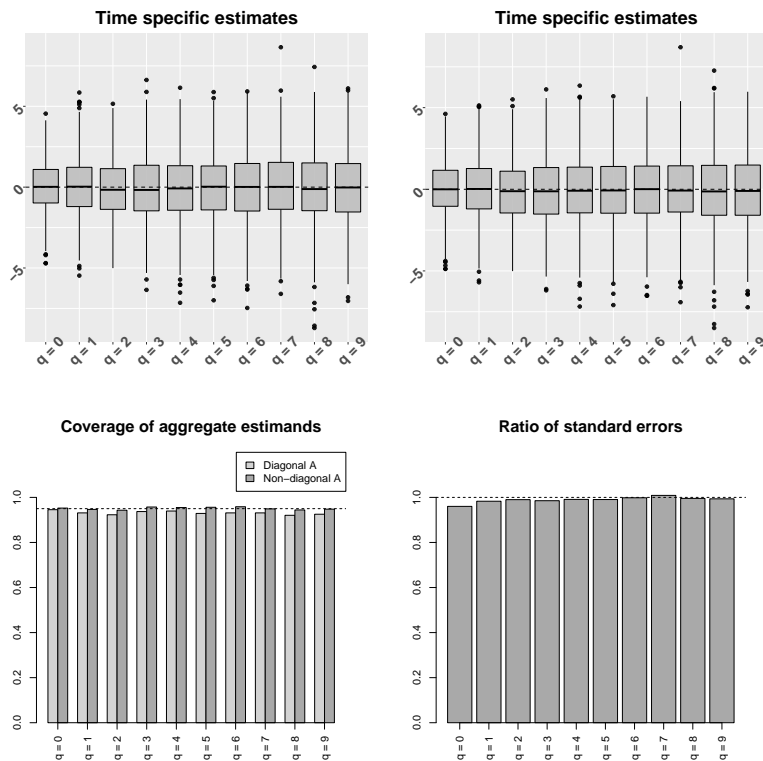 Time specific estimates
5
0
−5
q = 0
q = 1
q = 2
q = 3
q = 4
q = 5
q = 6
q = 7
q = 8
q = 9
Time specific estimates
5
0
−5
q = 0
q = 1
q = 2
q = 3
q = 4
q = 5
q = 6
q = 7
q = 8
q = 9
Coverage of aggregate estimands
Diagonal A
Non−diagonal A
1.0
0.8
0.6
0.4
0.2
0.0
q = 0
q = 1
q = 2
q = 3
q = 4
q = 5
q = 6
q = 7
q = 8
q = 9
Ratio of standard errors
1.0
0.8
0.6
0.4
0.2
0.0
q = 0
q = 1
q = 2
q = 3
q = 4
q = 5
q = 6
q = 7
q = 8
q = 9